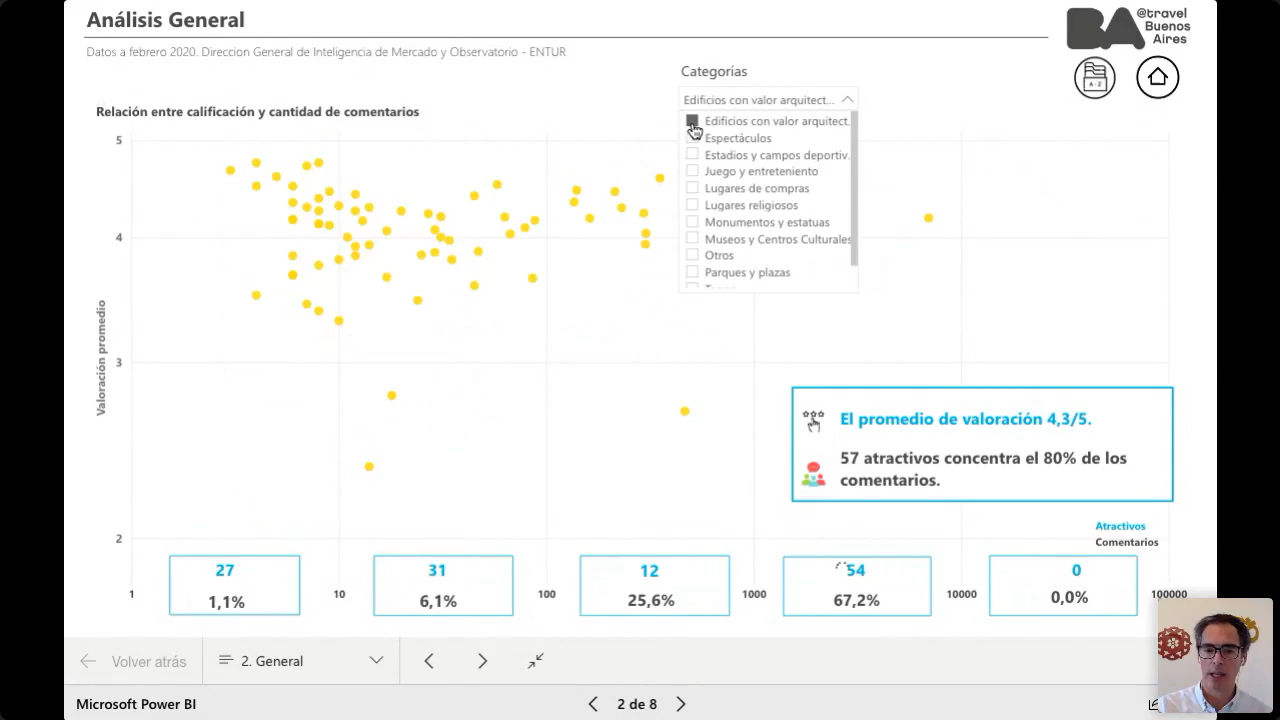 Análisis General
BA
@travel
Buenos
Aires
Datos a febrero 2020. Direccion General de Inteligencia de Mercado y Observatorio - ENTUR
Categorías
A - Z
Relación entre calificación y cantidad de comentarios
Edificios con valor arquitect...
Edificios con valor arquitect.
Espectáculos
Estadios y campos deportiv.
Juego y entreteniento
Lugares de compras
Lugares religiosos
Monumentos y estatuas
Museos y Centros Culturales
Otros
Parques y plazas
5
4
3
2
Valoración promedio
El promedio de valoración 4,3/5.
57 atractivos concentra el 80% de los
comentarios.
Atractivos
Comentarios
27
31
12
54
0
1
10
100
1000
10000
100000
1,1%
6,1%
25,6%
67,2%
0,0%
Volver atrás
2. General
Microsoft Power BI
2 de 8